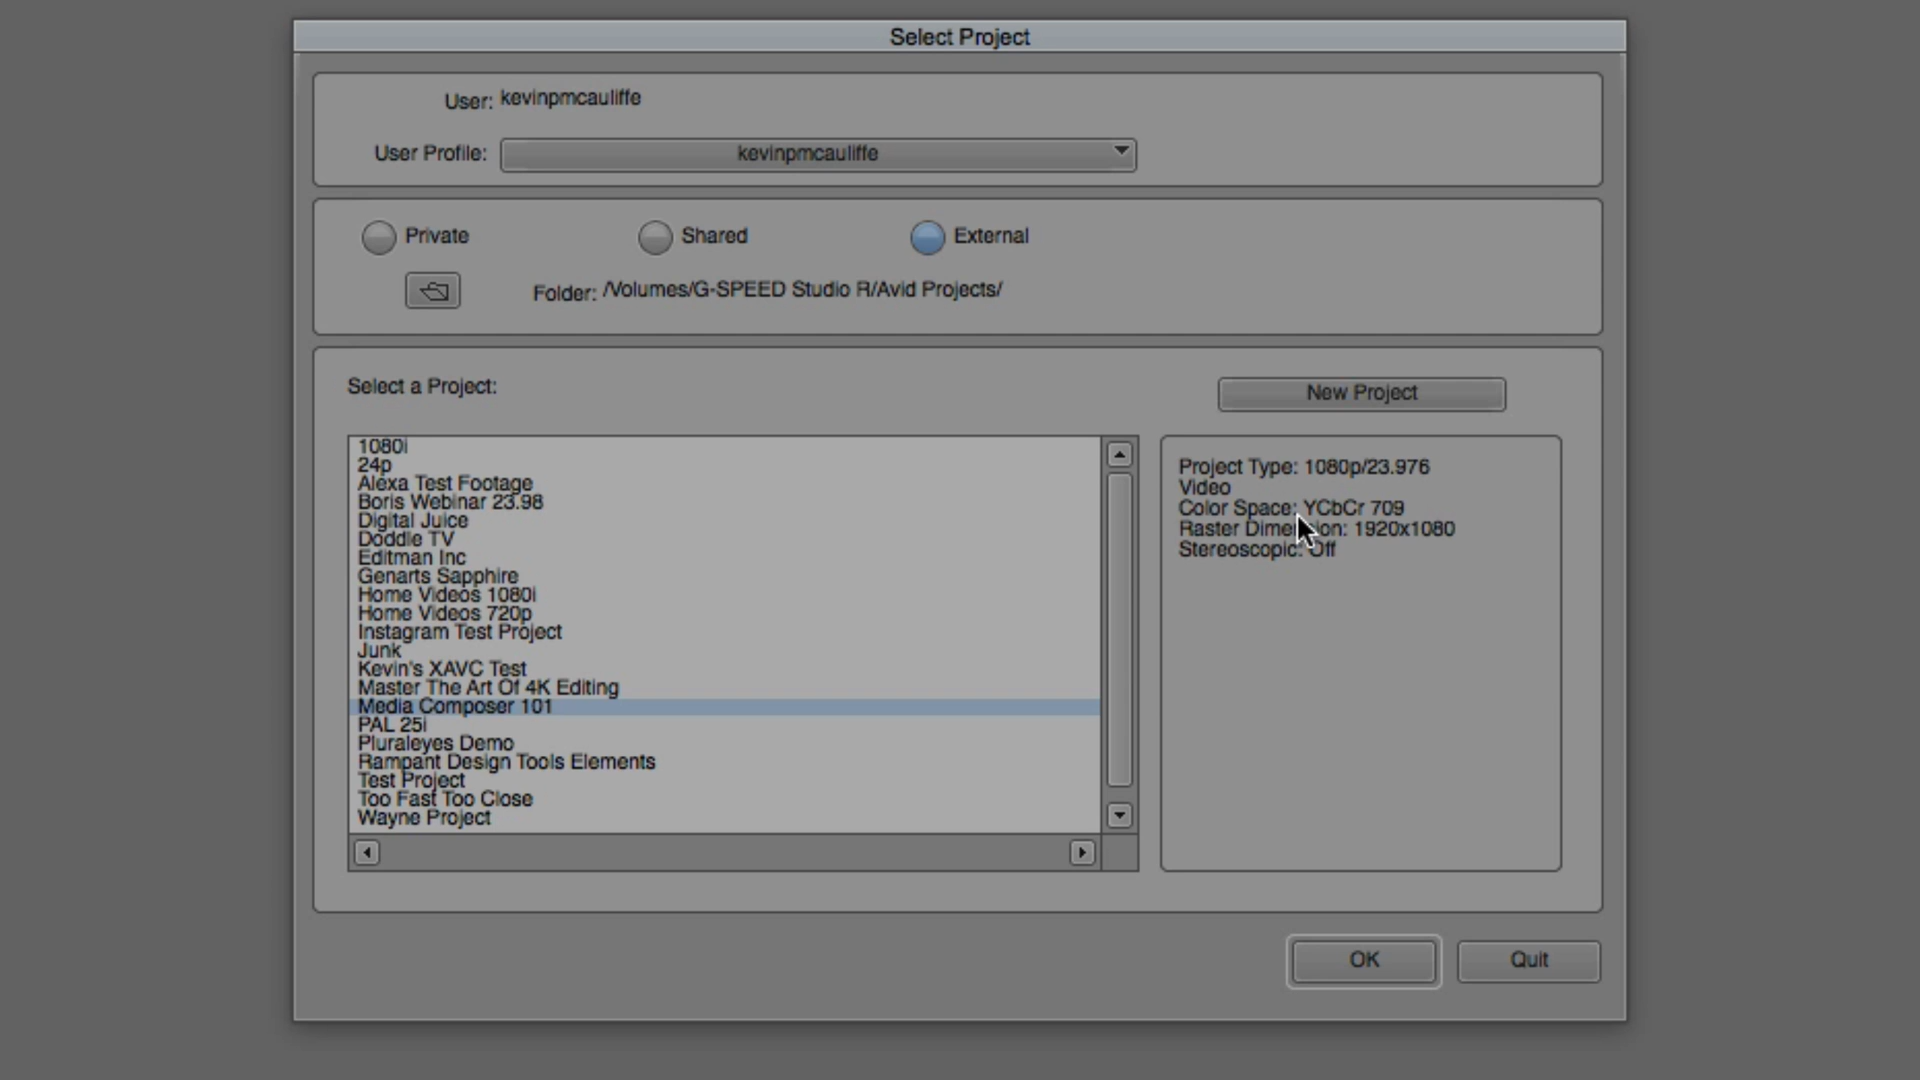 Select Project
User: kevinpmcauliffe
User Profile: kevinpmcauliffe
Private Shared External
Folder: /Volumes/G-SPEED Studio R/Avid Projects/
Select a Project:
New Project
1080i
24p
Alexa Test Footage
Boris Webinar 23.98
Digital Juice
Doddle TV
Editman Inc
Genarts Sapphire
Home Videos 1080i
Home Videos 720p
Instagram Test Project
Junk
Kevin's XAVC Test
Master The Art Of 4K Editing
Media Composer 101
PAL 25i
Pluraleyes Demo
Rampant Design Tools Elements
Test Project
Too Fast Too Close
Wayne Project
Project Type: 1080p/23.976
Video
Color Space: YCbCr 709
Raster Dimension: 1920x1080
Stereoscopic: Off
OK Quit